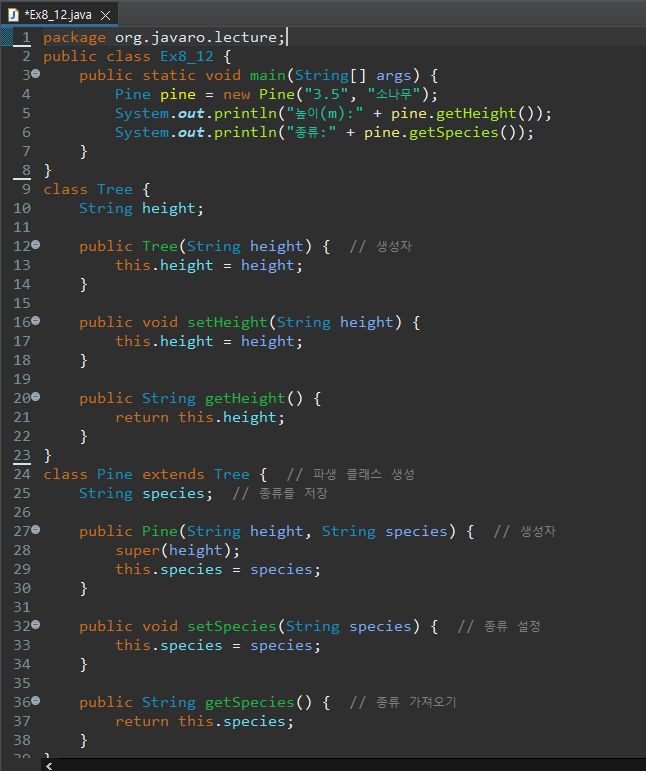 *Ex8_12.java
1 package org.javaro.lecture;
2 public class Ex8_12 {
3 public static void main(String[] args) {
4 Pine pine = new Pine("3.5", "소나무");
5 System.out.println("높이(m):" + pine.getHeight());
6 System.out.println("종류:" + pine.getSpecies());
7 }
8 }
9 class Tree {
10 String height;
11
12 public Tree(String height) { // 생성자
13 this.height = height;
14 }
15
16 public void setHeight(String height) {
17 this.height = height;
18 }
19
20 public String getHeight() {
21 return this.height;
22 }
23 }
24 class Pine extends Tree { // 파생 클래스 생성
25 String species; // 종류를 저장
26
27 public Pine(String height, String species) { // 생성자
28 super(height);
29 this.species = species;
30 }
31
32 public void setSpecies(String species) { // 종류 설정
33 this.species = species;
34 }
35
36 public String getSpecies() { // 종류 가져오기
37 return this.species;
38 }
39 }